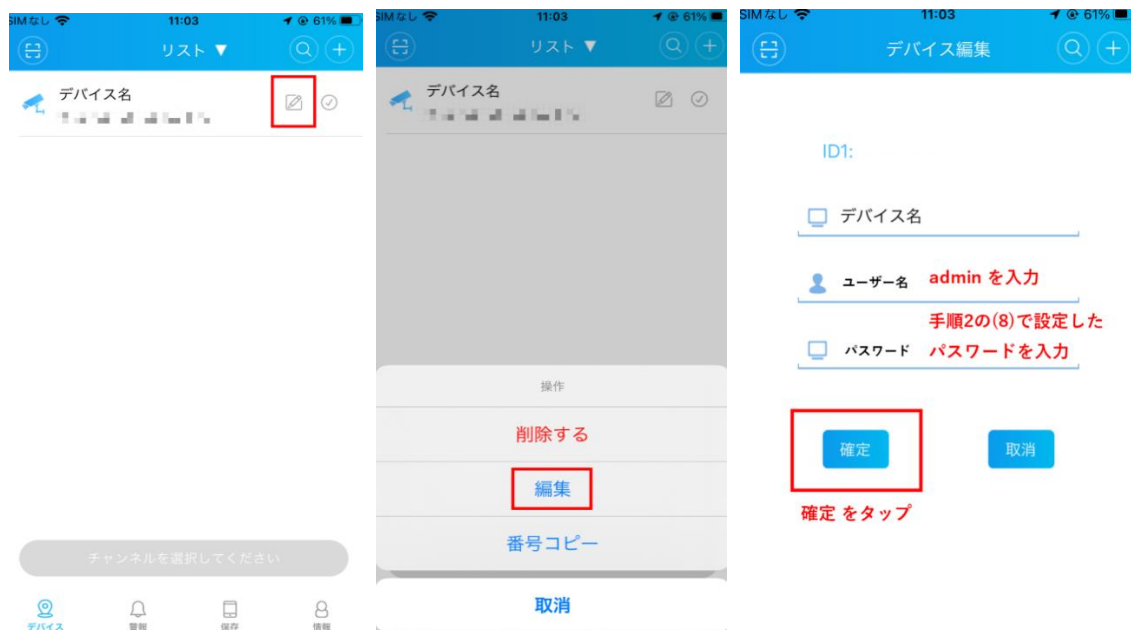 SIMなし
11:03
61%
リスト ▼
デバイス名
チャンネルを選択してください
デバイス
警報
保存
情報
SIMなし
11:03
61%
リスト ▼
デバイス名
操作
削除する
編集
番号コピー
取消
SIMなし
11:03
61%
デバイス編集
ID1:
デバイス名
ユーザー名 admin を入力
手順2の(8)で設定した
パスワード パスワードを入力
確定
取消
確定 をタップ